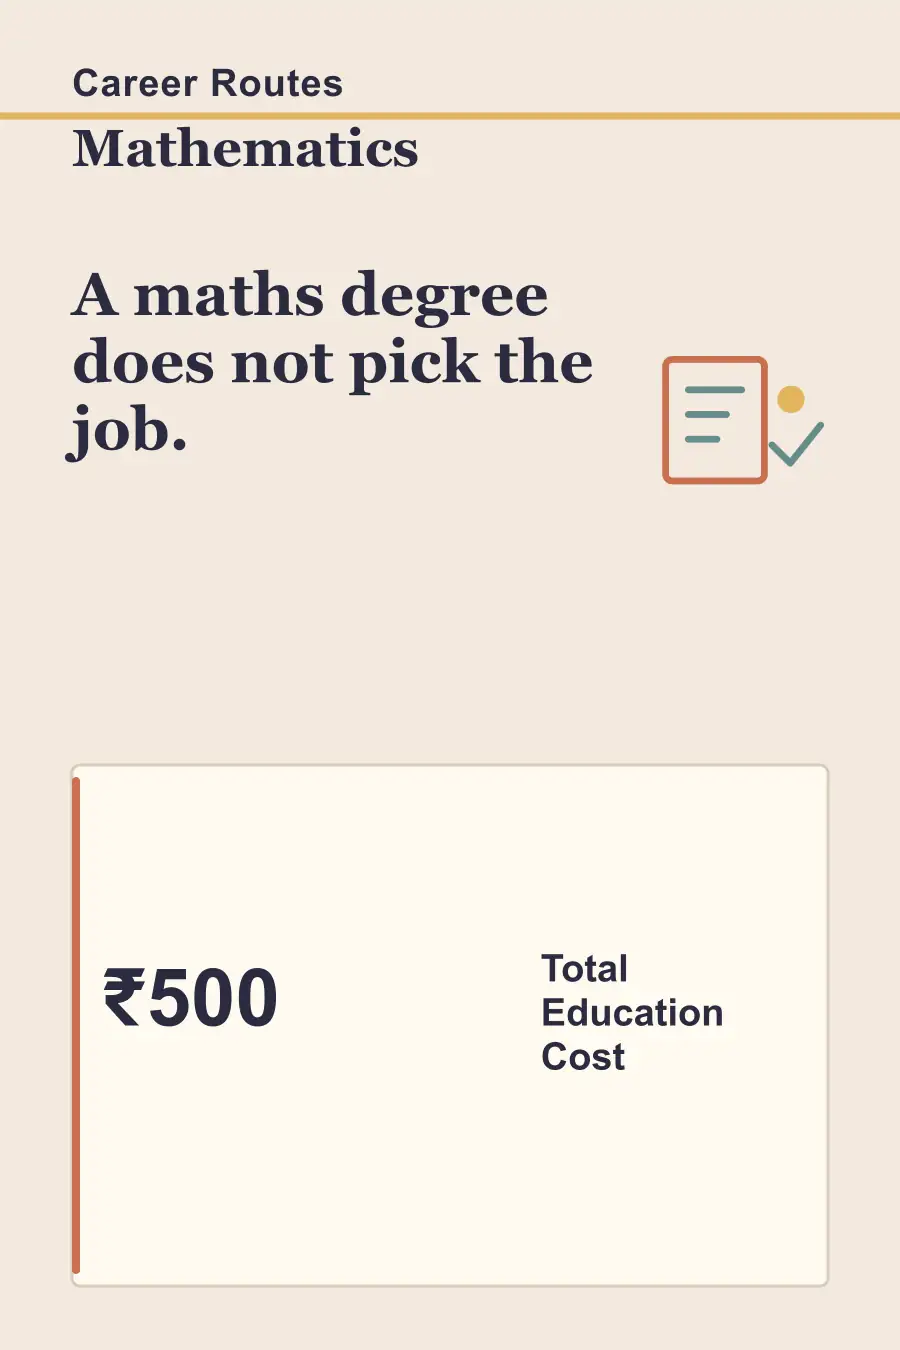 Career Routes
Mathematics
A maths degree
does not pick the
job.
₹500
Total
Education
Cost